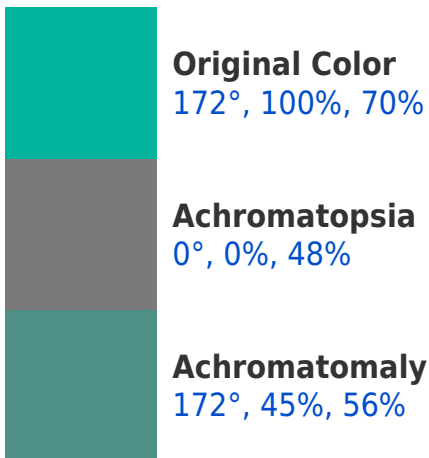 Original Color
172°, 100%, 70%
Achromatopsia
0°, 0%, 48%
Achromatomaly
172°, 45%, 56%